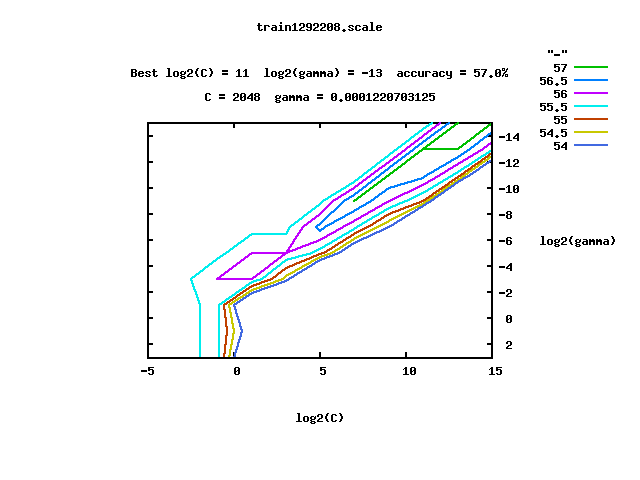 train1292208.scale
"-"
Best log2(C) = 11  log2(gamma) = -13  accuracy = 57.0%
C = 2048  gamma = 0.0001220703125
57
56.5
56
55.5
55
54.5
54
-14
-12
-10
-8
-6
-4
-2
0
2
log2(gamma)
-5 0 5 10 15
log2(C)